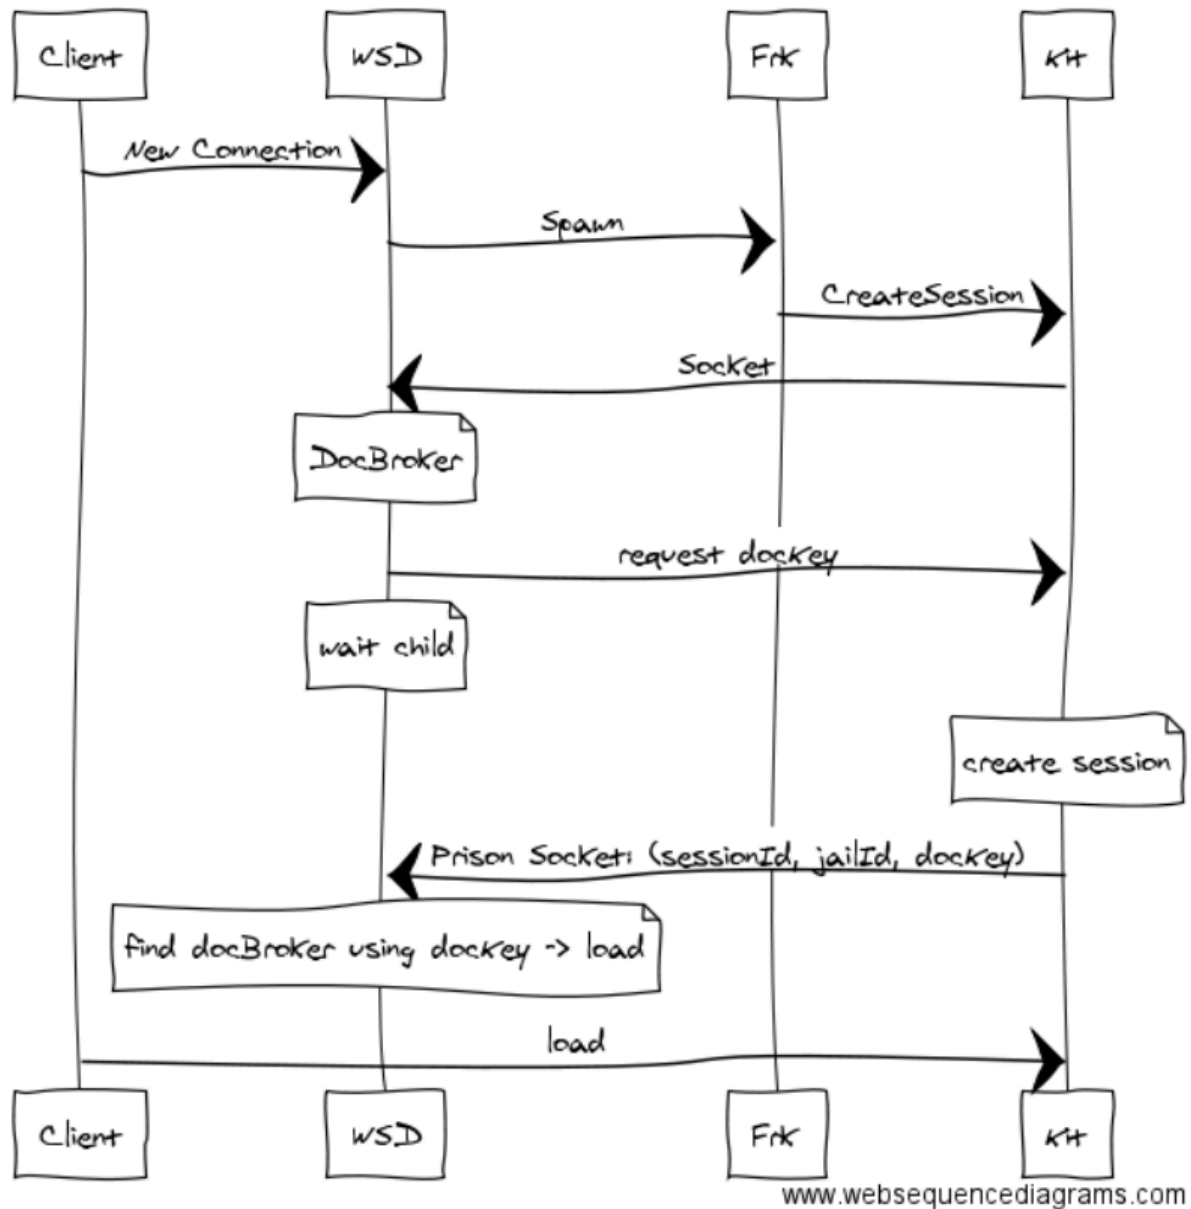 Client
WSD
Frk
Kit
New Connection
Spawn
CreateSession
Socket
DocBroker
request dockey
wait child
create session
Prison Socket: (sessionId, jailId, dockey)
find docBroker using dockey -> load
load
Client
WSD
Frk
Kit
www.websequencediagrams.com